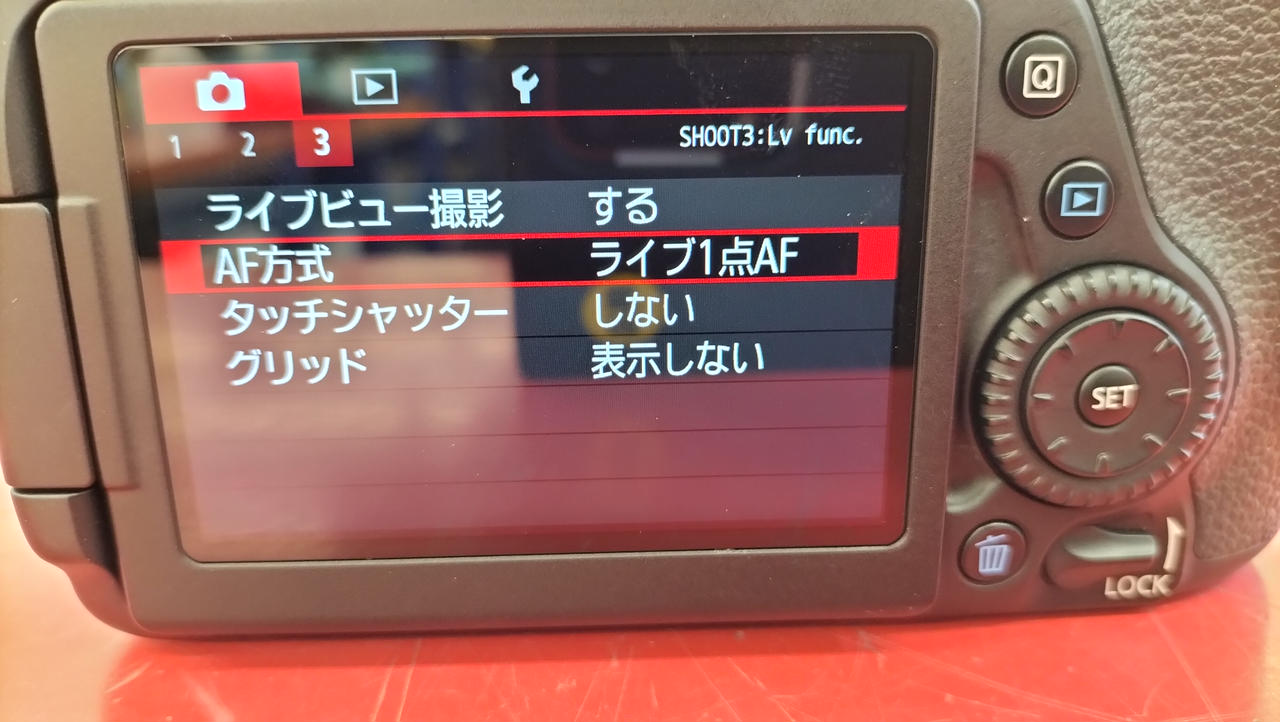 Q
1 2 3
SHOOT3:Lv func.
ライブビュー撮影 する
AF方式 ライブ1点AF
タッチシャッター しない
グリッド 表示しない
SET
LOCK